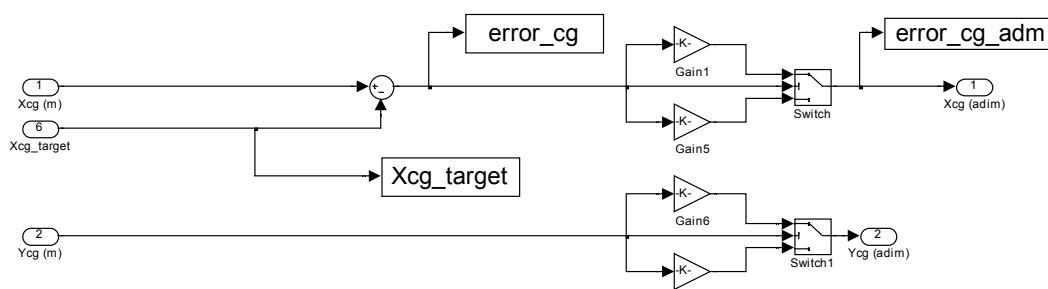 error_cg
error_cg_adm
-K-
Gain1
1
Xcg (m)
+
-
Switch
1
Xcg (adim)
6
Xcg_target
-K-
Gain5
Xcg_target
-K-
Gain6
2
Ycg (m)
Switch1
2
Ycg (adim)
-K-